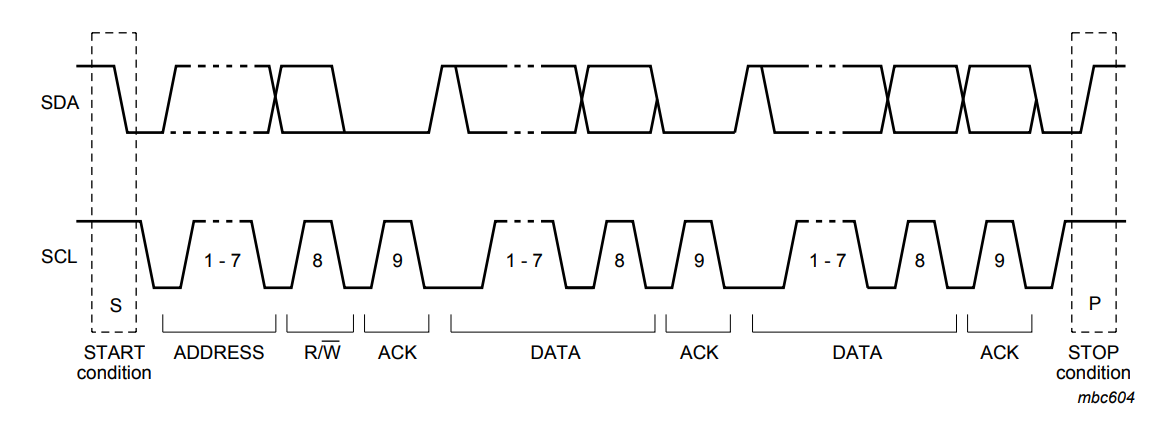 SDA
SCL
1 - 7
8
9
1 - 7
8
9
1 - 7
8
9
S
P
START
condition
ADDRESS
R/W̅
ACK
DATA
ACK
DATA
ACK
STOP
condition
mbc604